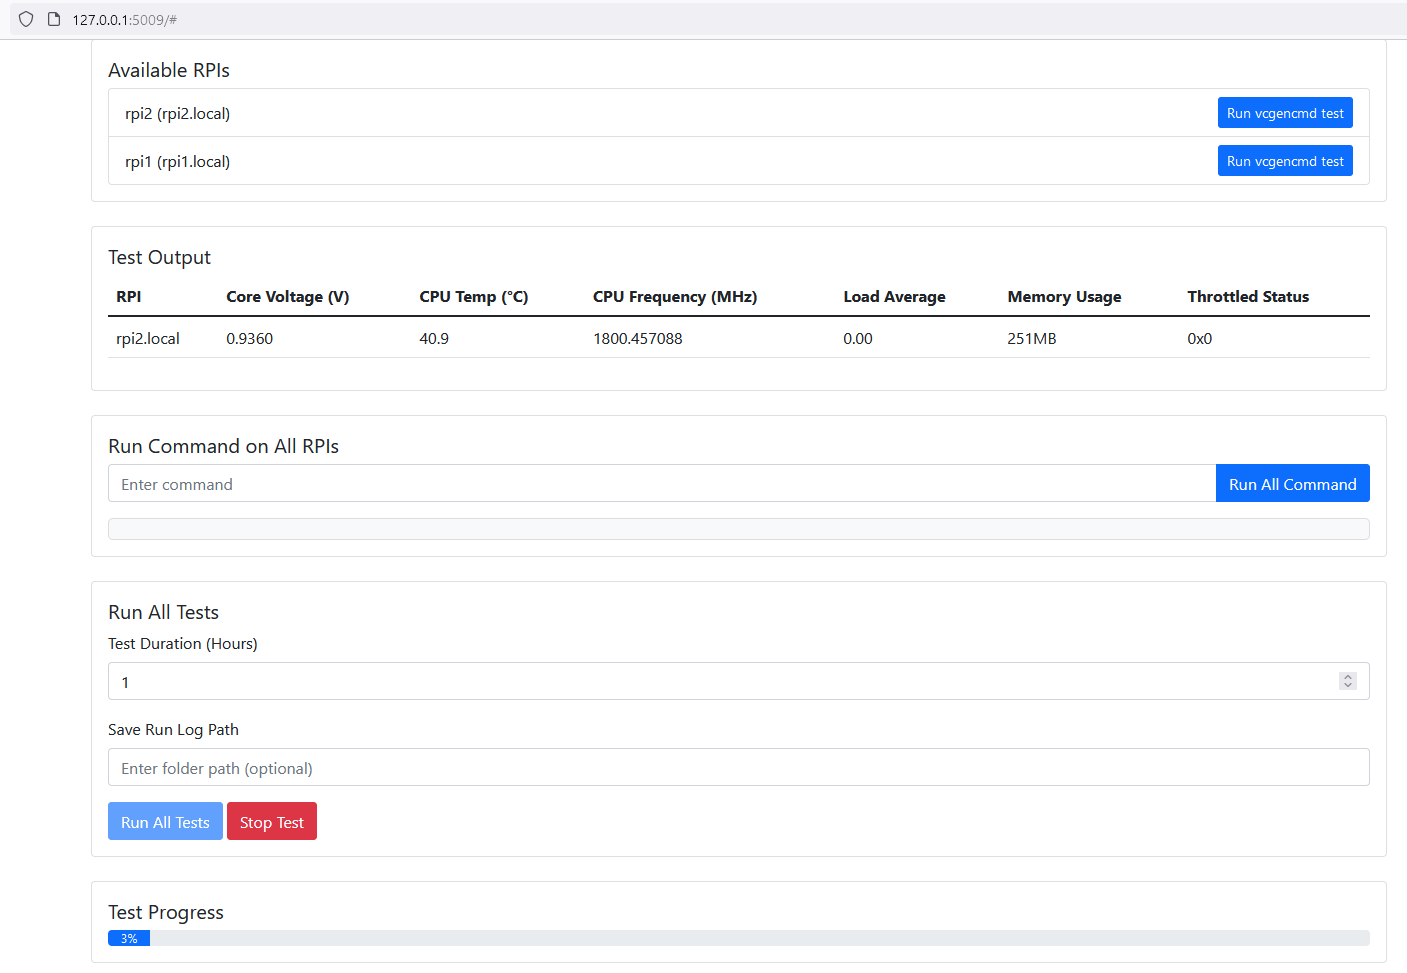 127.0.0.1:5009/#
Available RPIs
rpi2 (rpi2.local) Run vcgencmd test
rpi1 (rpi1.local) Run vcgencmd test
Test Output
RPI Core Voltage (V) CPU Temp (°C) CPU Frequency (MHz) Load Average Memory Usage Throttled Status
rpi2.local 0.9360 40.9 1800.457088 0.00 251MB 0x0
Run Command on All RPIs
Enter command Run All Command
Run All Tests
Test Duration (Hours)
1
Save Run Log Path
Enter folder path (optional)
Run All Tests Stop Test
Test Progress
3%